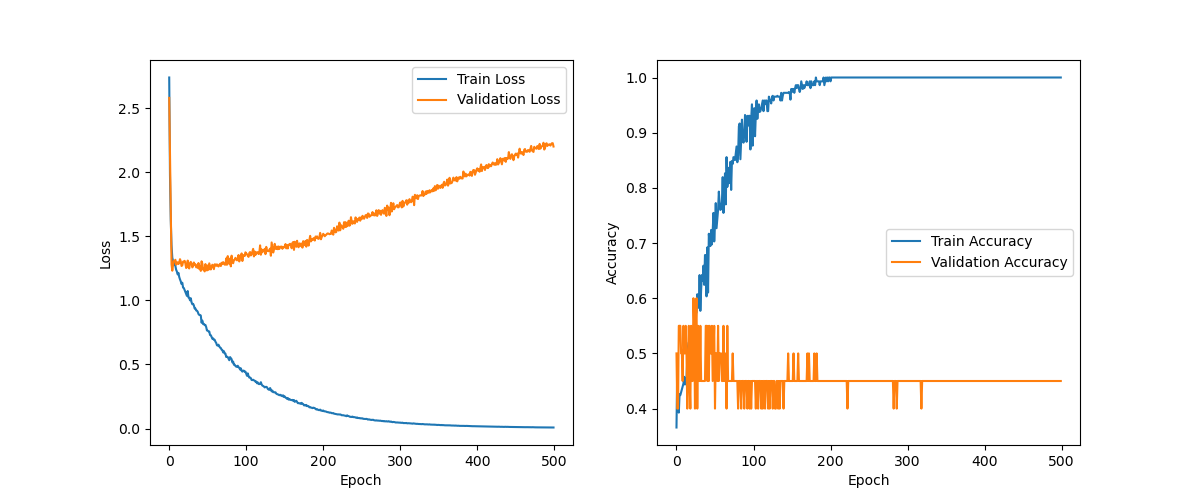 Train Loss
Validation Loss
2.5
2.0
1.5
1.0
0.5
0.0
Loss
0 100 200 300 400 500
Epoch
1.0
0.9
0.8
0.7
0.6
0.5
0.4
Accuracy
Train Accuracy
Validation Accuracy
0 100 200 300 400 500
Epoch